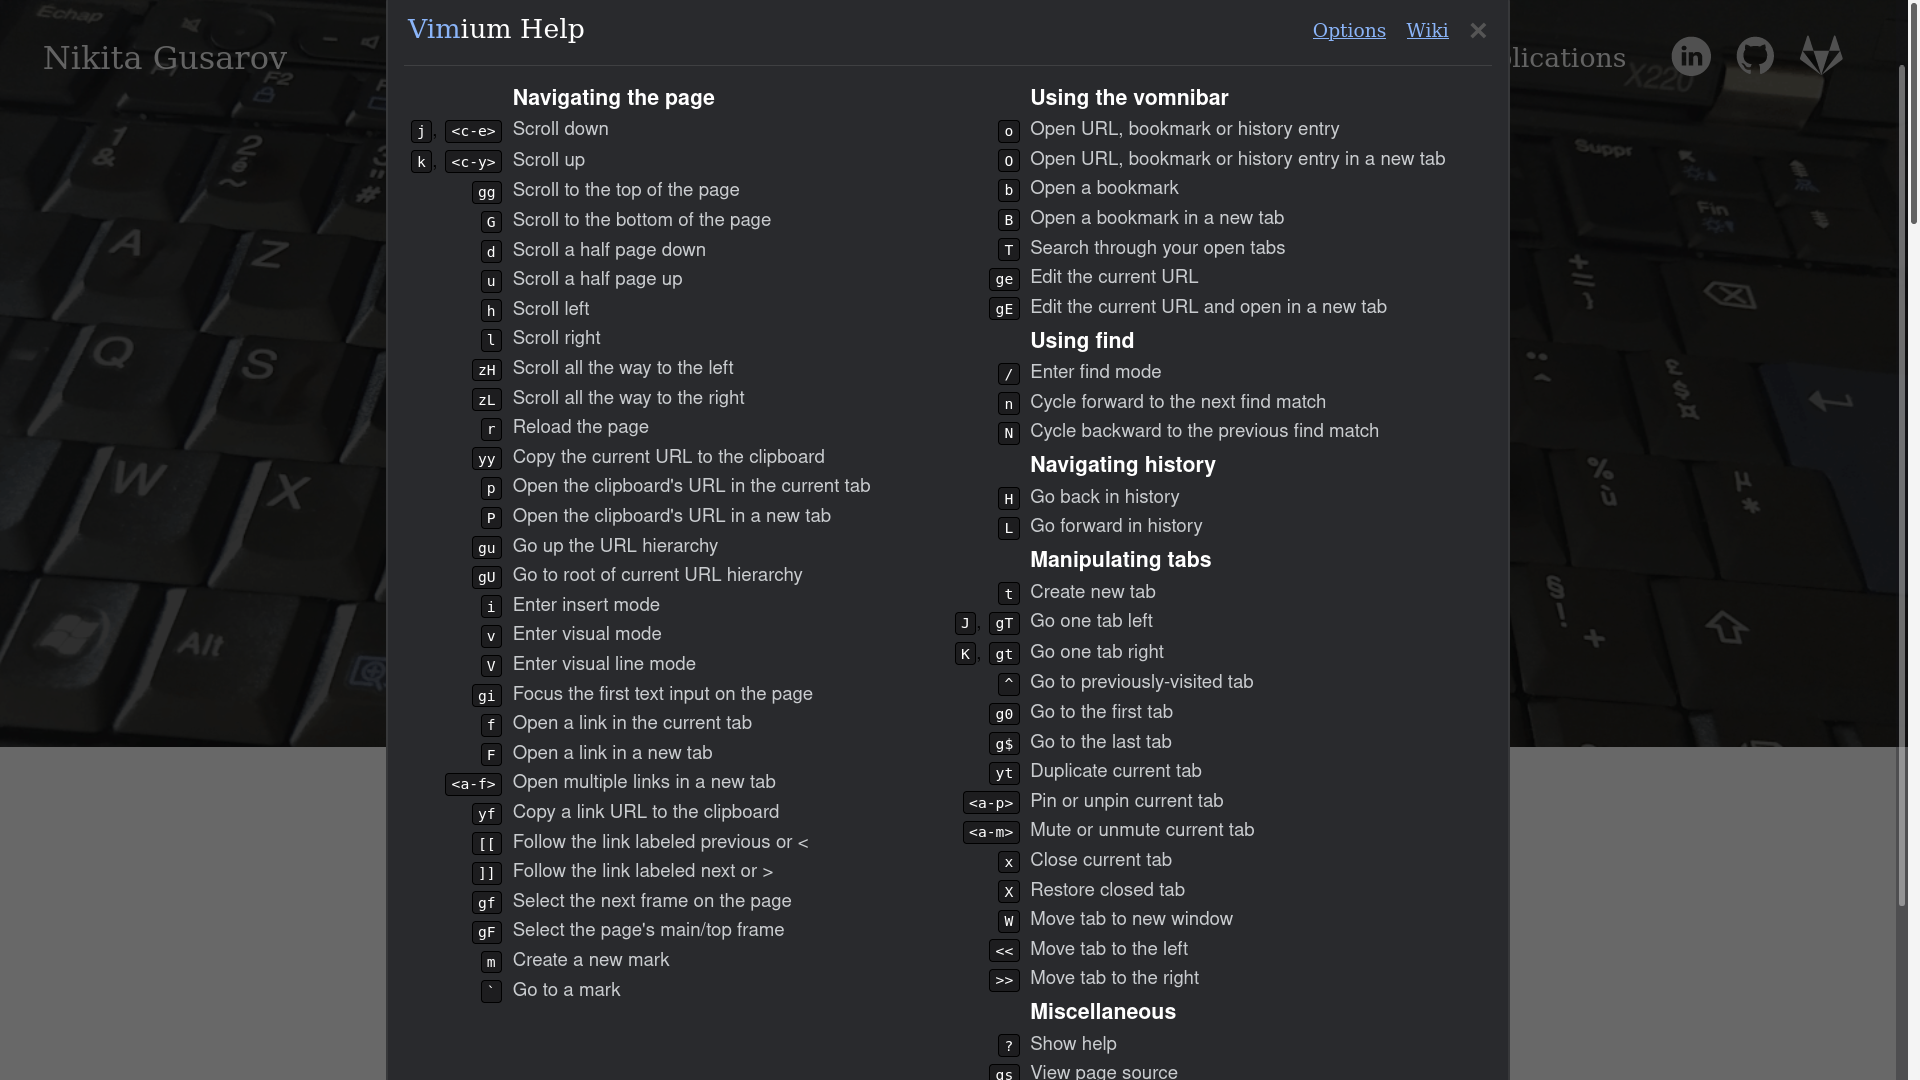 Vimium Help
Options Wiki ×
Nikita Gusarov
lications
Navigating the page
j, <c-e> Scroll down
k, <c-y> Scroll up
gg Scroll to the top of the page
G Scroll to the bottom of the page
d Scroll a half page down
u Scroll a half page up
h Scroll left
l Scroll right
zH Scroll all the way to the left
zL Scroll all the way to the right
r Reload the page
yy Copy the current URL to the clipboard
p Open the clipboard's URL in the current tab
P Open the clipboard's URL in a new tab
gu Go up the URL hierarchy
gU Go to root of current URL hierarchy
i Enter insert mode
v Enter visual mode
V Enter visual line mode
gi Focus the first text input on the page
f Open a link in the current tab
F Open a link in a new tab
<a-f> Open multiple links in a new tab
yf Copy a link URL to the clipboard
[[ Follow the link labeled previous or <
]] Follow the link labeled next or >
gf Select the next frame on the page
gF Select the page's main/top frame
m Create a new mark
` Go to a mark
Using the vomnibar
o Open URL, bookmark or history entry
O Open URL, bookmark or history entry in a new tab
b Open a bookmark
B Open a bookmark in a new tab
T Search through your open tabs
ge Edit the current URL
gE Edit the current URL and open in a new tab
Using find
/ Enter find mode
n Cycle forward to the next find match
N Cycle backward to the previous find match
Navigating history
H Go back in history
L Go forward in history
Manipulating tabs
t Create new tab
J, gT Go one tab left
K, gt Go one tab right
^ Go to previously-visited tab
g0 Go to the first tab
g$ Go to the last tab
yt Duplicate current tab
<a-p> Pin or unpin current tab
<a-m> Mute or unmute current tab
x Close current tab
X Restore closed tab
W Move tab to new window
<< Move tab to the left
>> Move tab to the right
Miscellaneous
? Show help
gs View page source
Echap
F2
X220
1 &
2 é ~
3 #
A
Z
Q
S
W
X
Alt
Suppr
Fin
+ = }
£ $ ¤
% ù
µ *
§ ! +